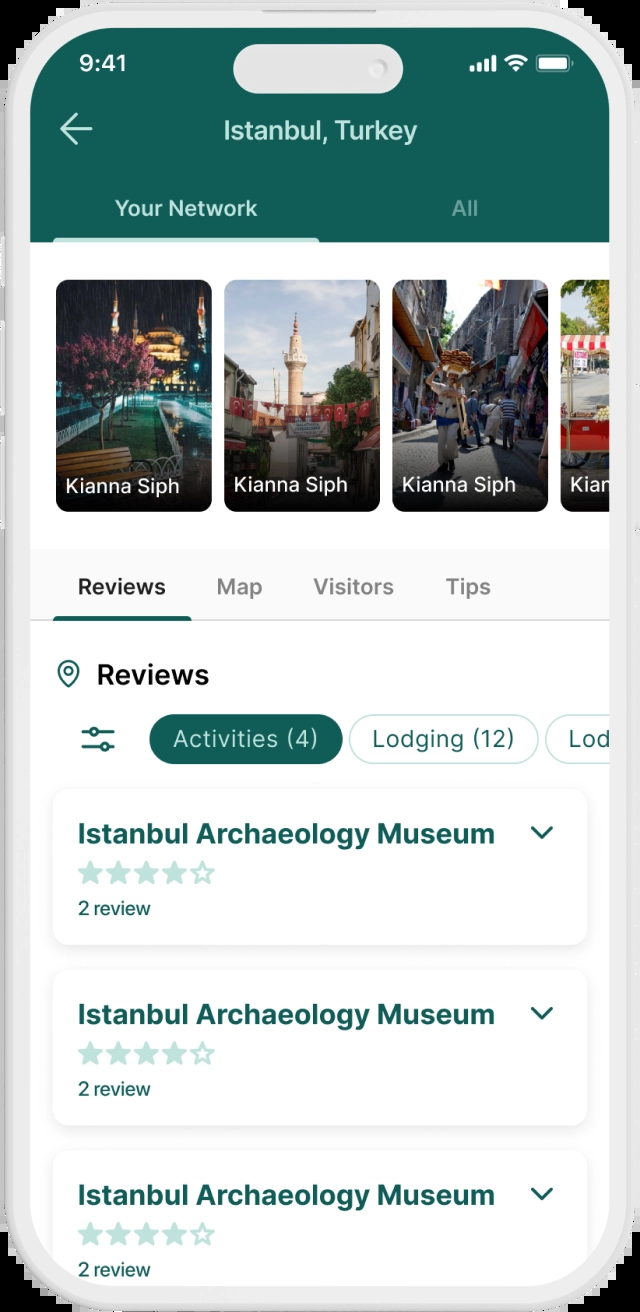 9:41
Istanbul, Turkey
Your Network All
Kianna Siph Kianna Siph Kianna Siph Kian
Reviews Map Visitors Tips
Reviews
Activities (4) Lodging (12) Lod
Istanbul Archaeology Museum
2 review
Istanbul Archaeology Museum
2 review
Istanbul Archaeology Museum
2 review